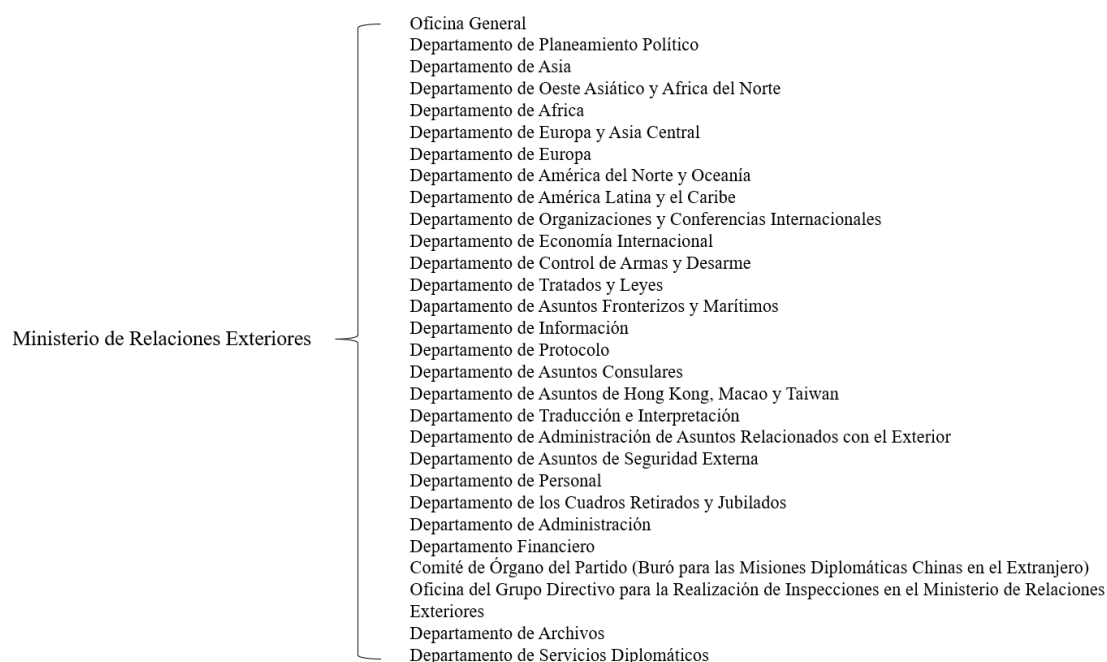 Oficina General
Departamento de Planeamiento Político
Departamento de Asia
Departamento de Oeste Asiático y Africa del Norte
Departamento de Africa
Departamento de Europa y Asia Central
Departamento de Europa
Departamento de América del Norte y Oceanía
Departamento de América Latina y el Caribe
Departamento de Organizaciones y Conferencias Internacionales
Departamento de Economía Internacional
Departamento de Control de Armas y Desarme
Departamento de Tratados y Leyes
Dapartamento de Asuntos Fronterizos y Marítimos
Departamento de Información
Ministerio de Relaciones Exteriores
Departamento de Protocolo
Departamento de Asuntos Consulares
Departamento de Asuntos de Hong Kong, Macao y Taiwan
Departamento de Traducción e Interpretación
Departamento de Administración de Asuntos Relacionados con el Exterior
Departamento de Asuntos de Seguridad Externa
Departamento de Personal
Departamento de los Cuadros Retirados y Jubilados
Departamento de Administración
Departamento Financiero
Comité de Órgano del Partido (Buró para las Misiones Diplomáticas Chinas en el Extranjero)
Oficina del Grupo Directivo para la Realización de Inspecciones en el Ministerio de Relaciones
Exteriores
Departamento de Archivos
Departamento de Servicios Diplomáticos